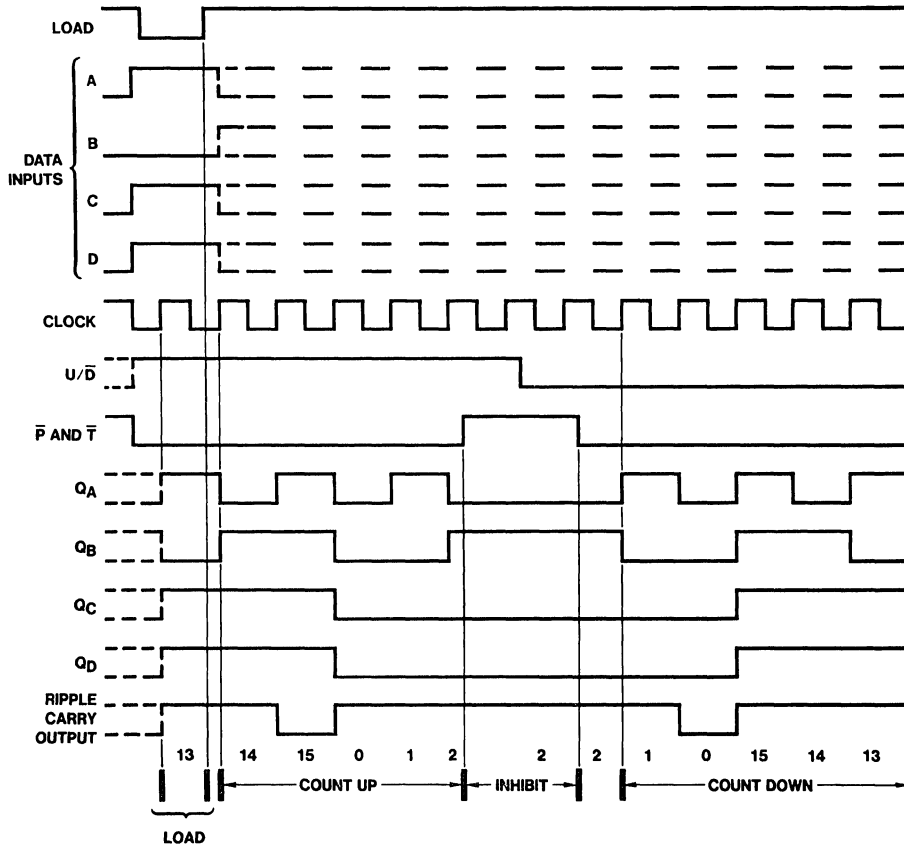 LOAD
A
B
DATA
INPUTS
C
D
CLOCK
U/D̅
P̅ AND T̅
QA
QB
QC
QD
RIPPLE
CARRY
OUTPUT
13 14 15 0 1 2 2 2 1 0 15 14 13
COUNT UP INHIBIT COUNT DOWN
LOAD